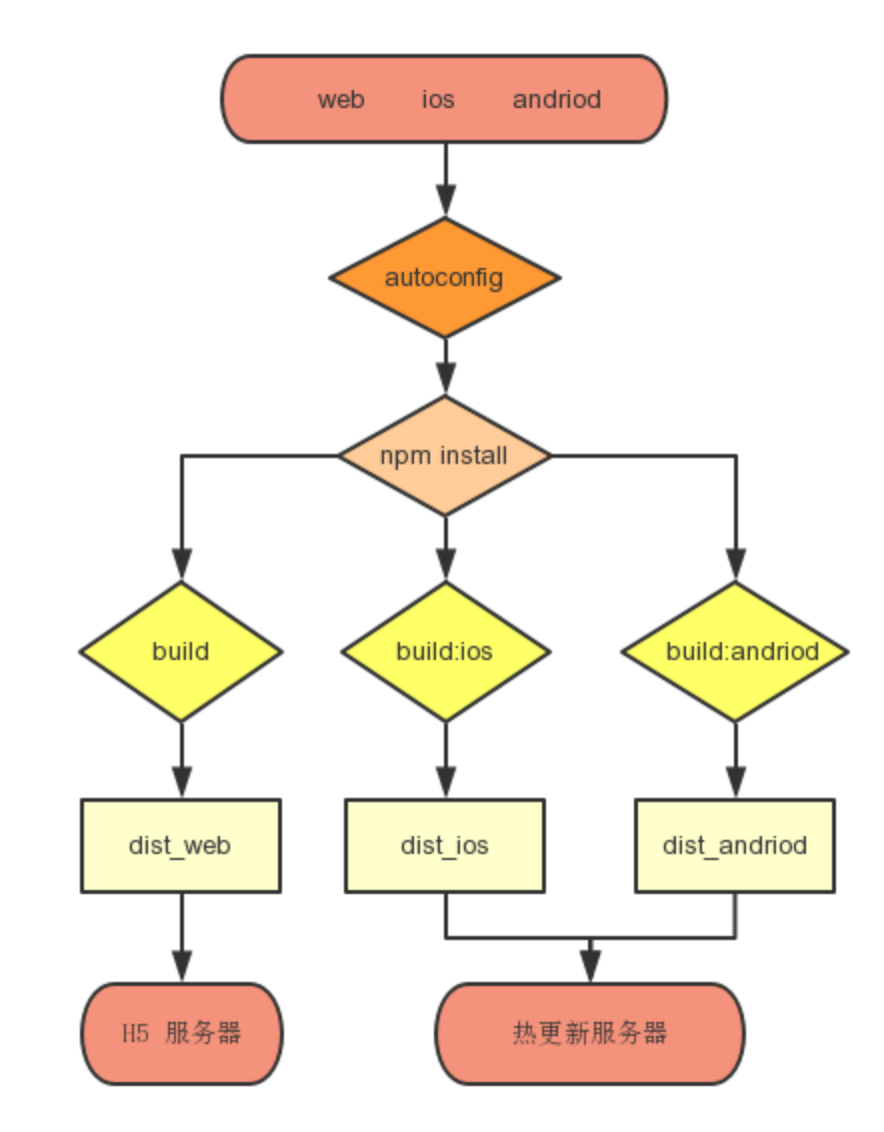 web ios andriod
autoconfig
npm install
build build:ios build:andriod
dist_web dist_ios dist_andriod
H5 服务器 热更新服务器